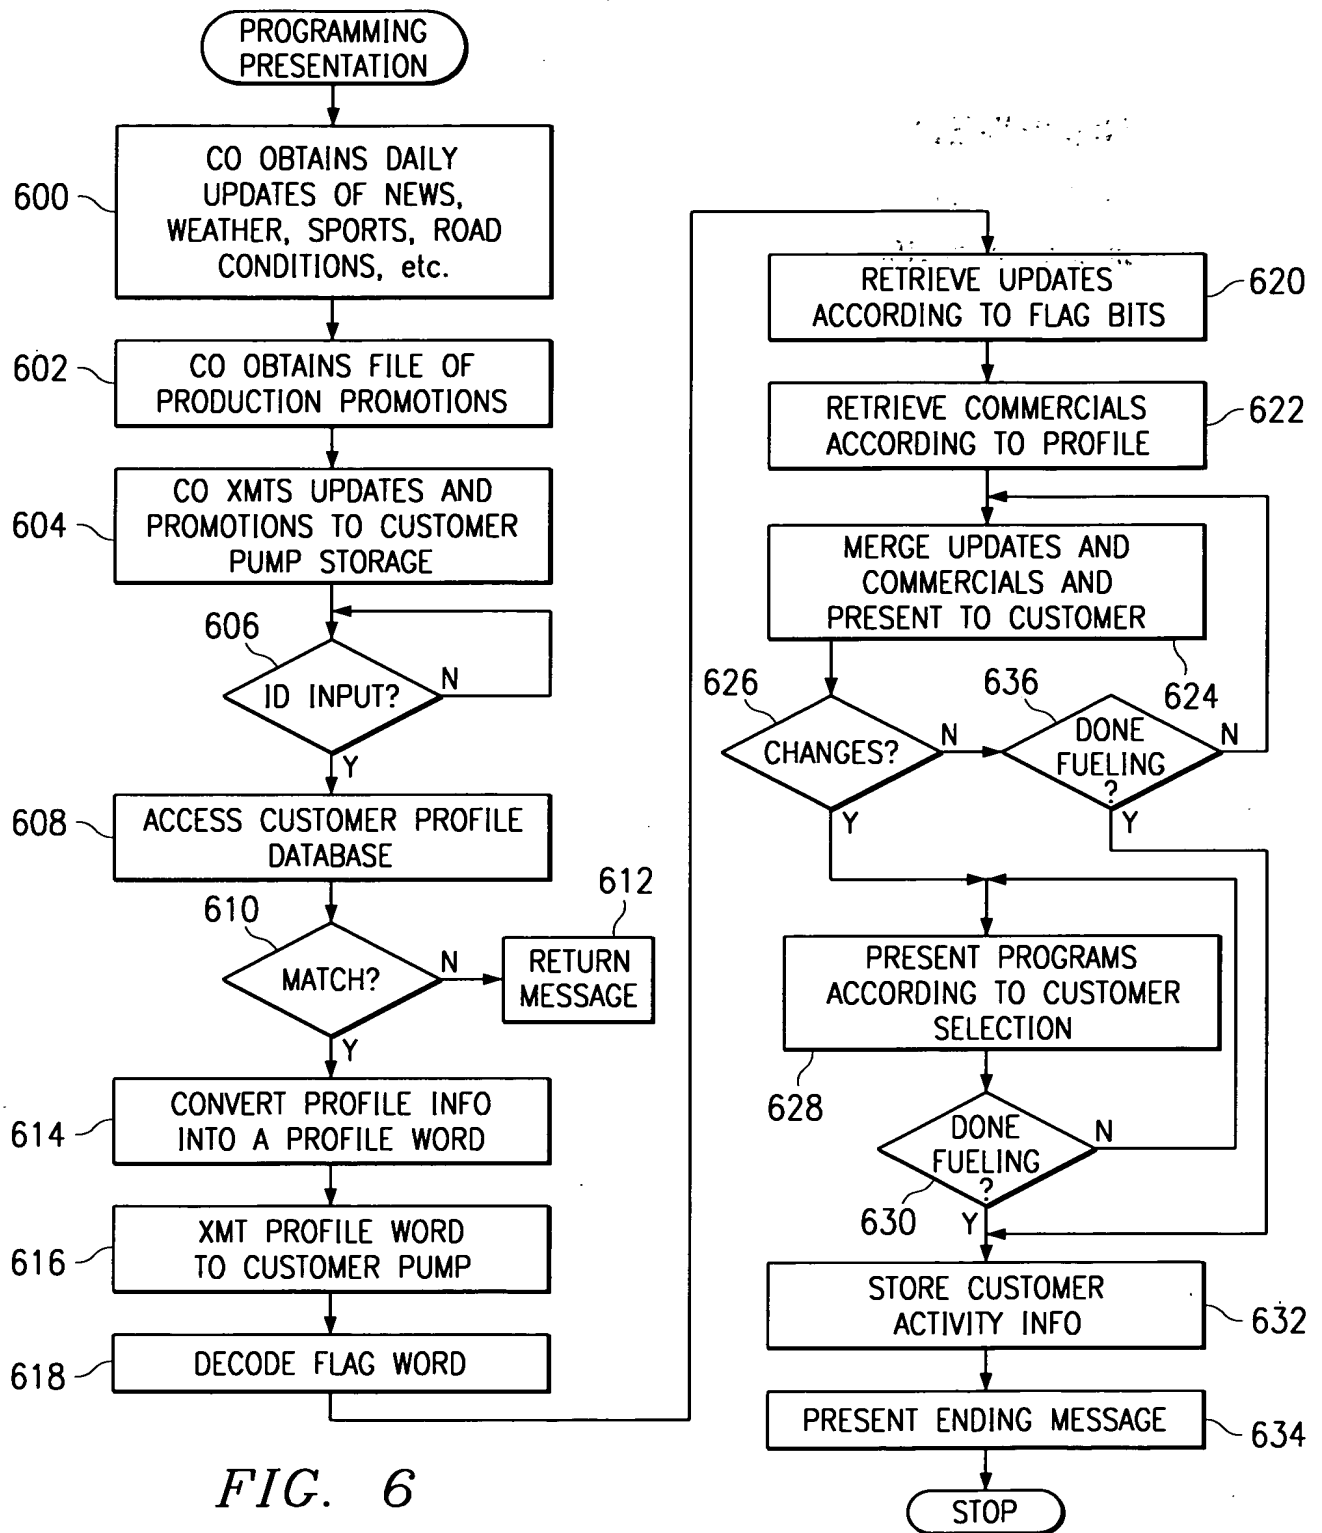 PROGRAMMING
PRESENTATION
600
CO OBTAINS DAILY
UPDATES OF NEWS,
WEATHER, SPORTS, ROAD
CONDITIONS, etc.
602
CO OBTAINS FILE OF
PRODUCTION PROMOTIONS
604
CO XMTS UPDATES AND
PROMOTIONS TO CUSTOMER
PUMP STORAGE
606
ID INPUT?
N
Y
608
ACCESS CUSTOMER PROFILE
DATABASE
610
MATCH?
N
612
RETURN
MESSAGE
Y
614
CONVERT PROFILE INFO
INTO A PROFILE WORD
616
XMT PROFILE WORD
TO CUSTOMER PUMP
618
DECODE FLAG WORD
RETRIEVE UPDATES
ACCORDING TO FLAG BITS
620
RETRIEVE COMMERCIALS
ACCORDING TO PROFILE
622
MERGE UPDATES AND
COMMERCIALS AND
PRESENT TO CUSTOMER
624
626
CHANGES?
N
Y
636
DONE
FUELING
?
N
Y
PRESENT PROGRAMS
ACCORDING TO CUSTOMER
SELECTION
628
DONE
FUELING
?
N
630
Y
STORE CUSTOMER
ACTIVITY INFO
632
PRESENT ENDING MESSAGE
634
STOP
FIG. 6